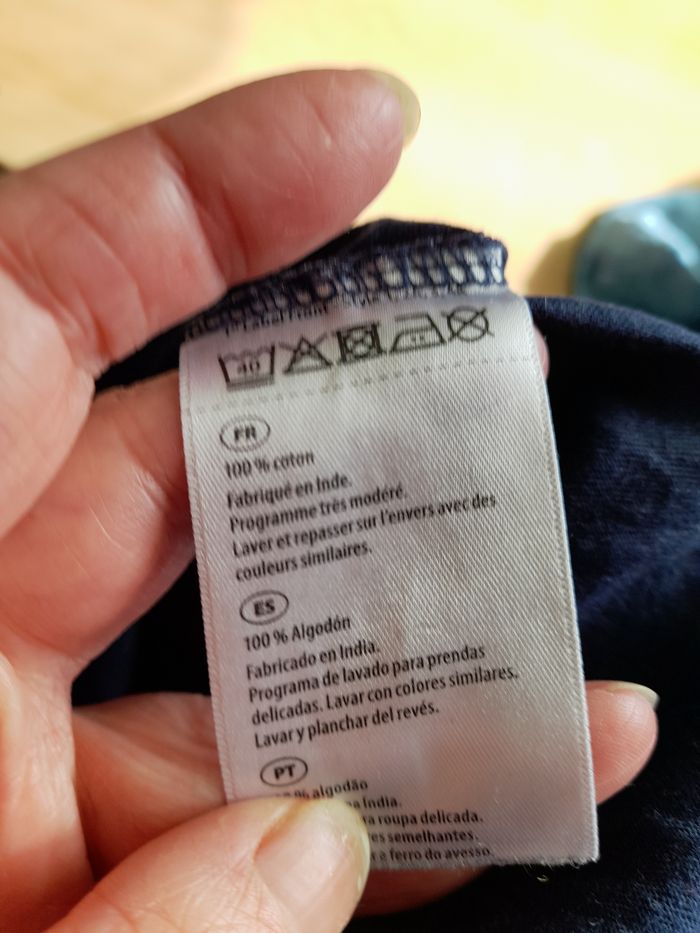 40
FR
100 % coton
Fabriqué en Inde.
Programme très modéré.
Laver et repasser sur l'envers avec des
couleurs similaires.
ES
100 % Algodón
Fabricado en India.
Programa de lavado para prendas
delicadas. Lavar con colores similares.
Lavar y planchar del revés.
PT
% algodão
India.
roupa delicada.
semelhantes.
a ferro do avesso